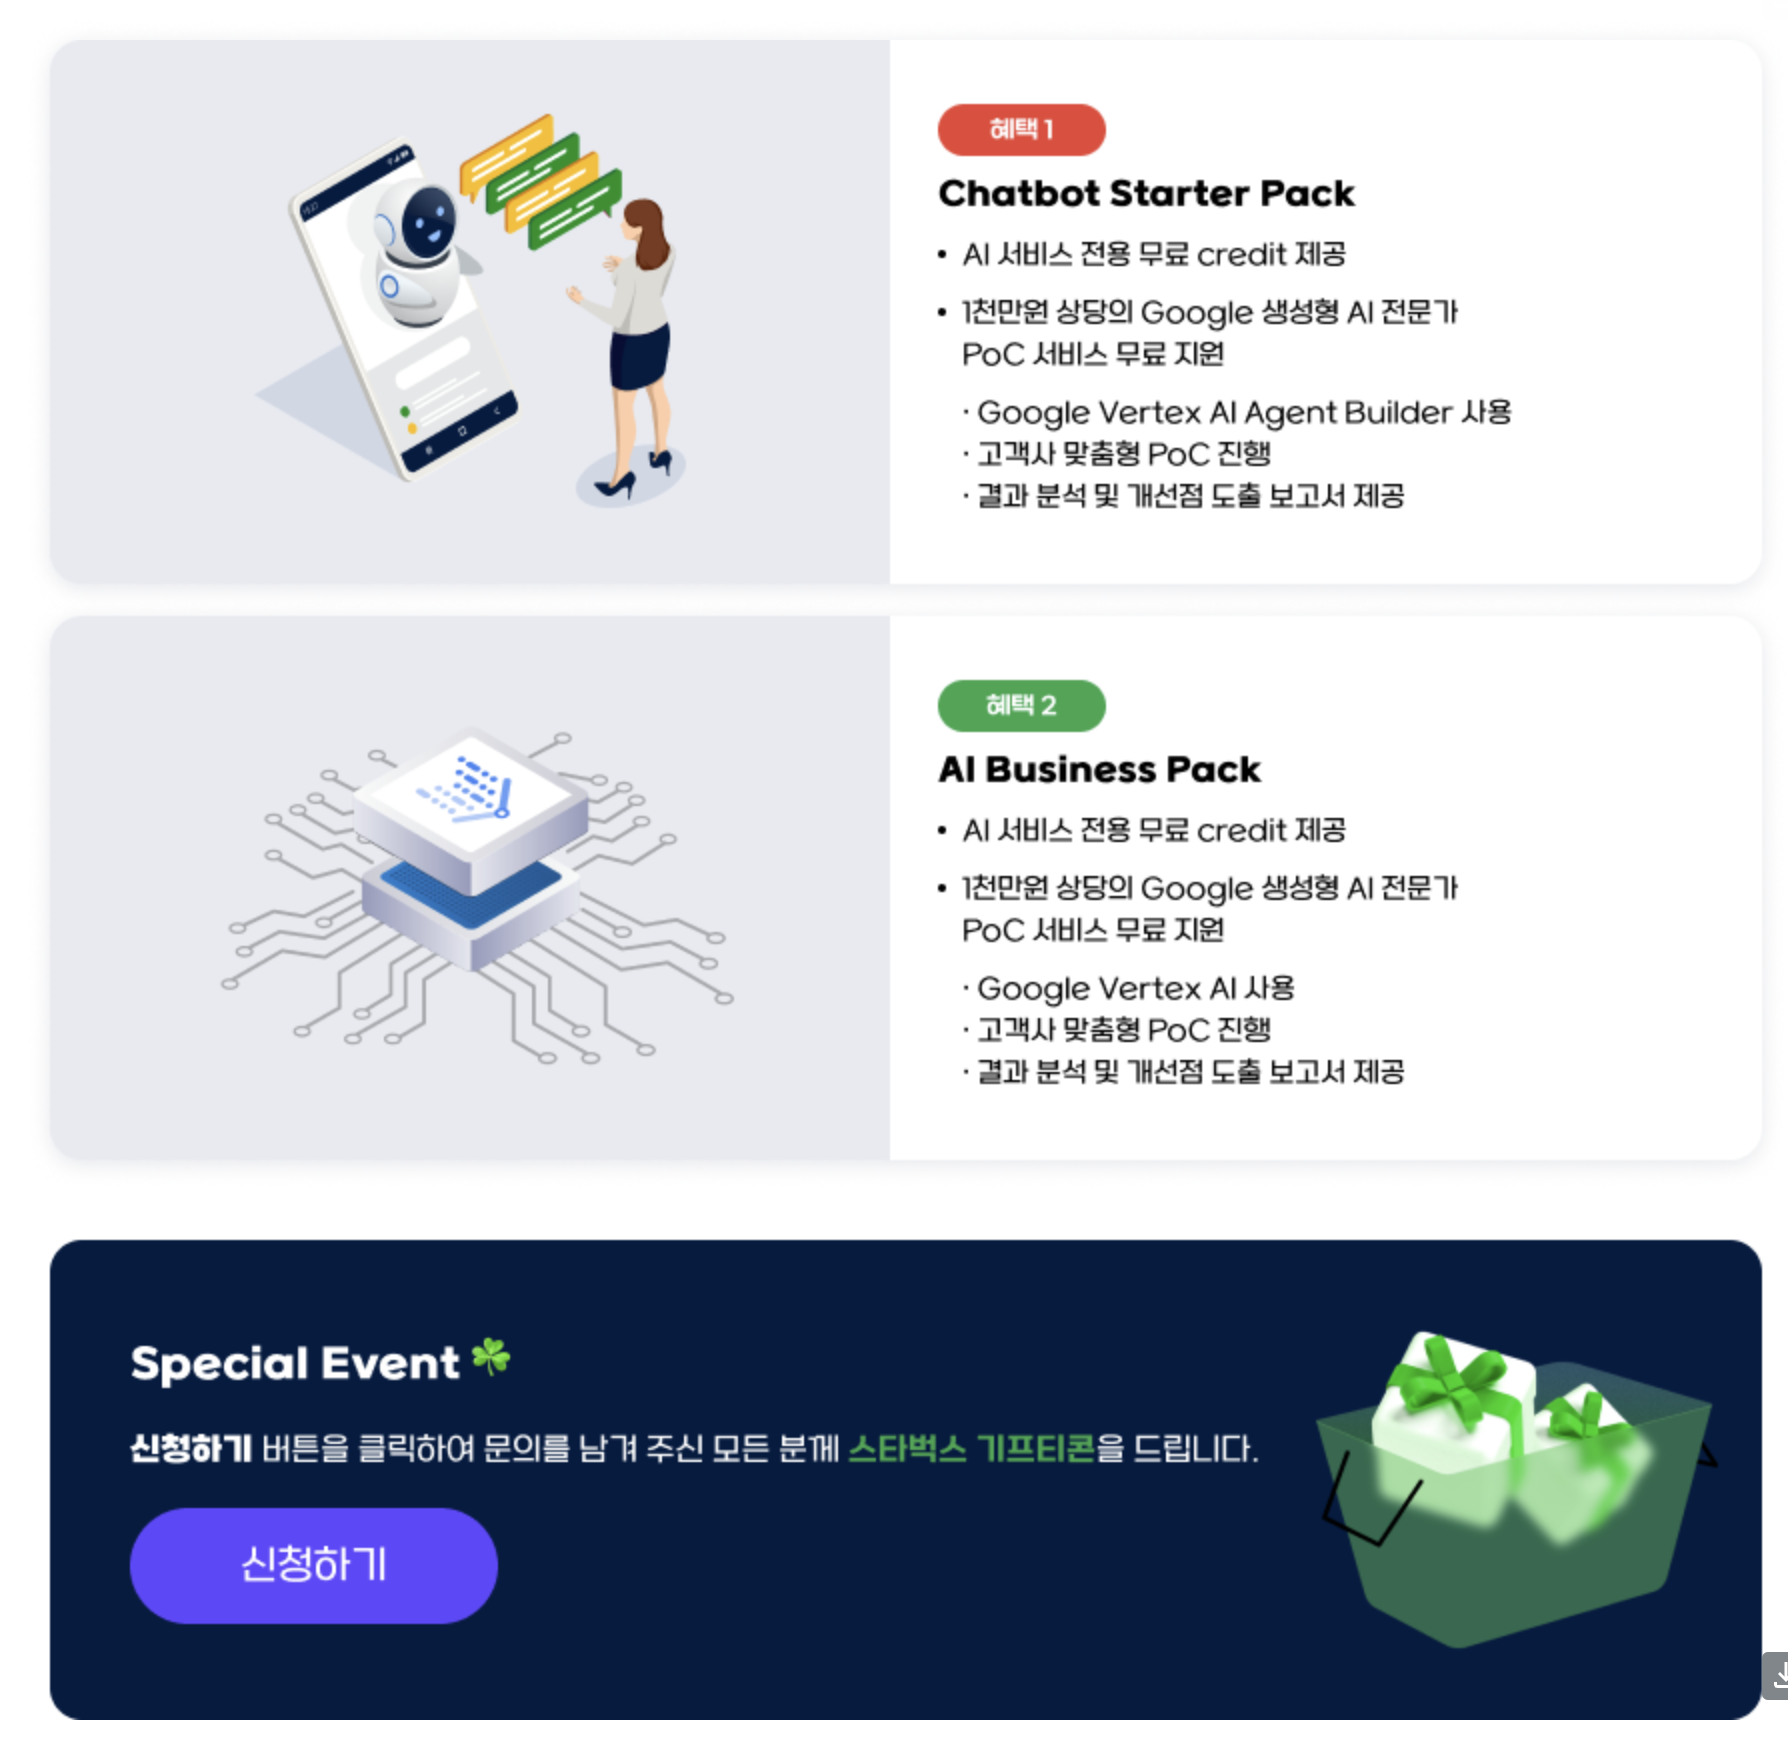 혜택 1
Chatbot Starter Pack
• AI 서비스 전용 무료 credit 제공
• 1천만원 상당의 Google 생성형 AI 전문가
PoC 서비스 무료 지원
· Google Vertex AI Agent Builder 사용
· 고객사 맞춤형 PoC 진행
· 결과 분석 및 개선점 도출 보고서 제공
혜택 2
AI Business Pack
• AI 서비스 전용 무료 credit 제공
• 1천만원 상당의 Google 생성형 AI 전문가
PoC 서비스 무료 지원
· Google Vertex AI 사용
· 고객사 맞춤형 PoC 진행
· 결과 분석 및 개선점 도출 보고서 제공
Special Event ☘️
신청하기 버튼을 클릭하여 문의를 남겨 주신 모든 분께 스타벅스 기프티콘을 드립니다.
신청하기